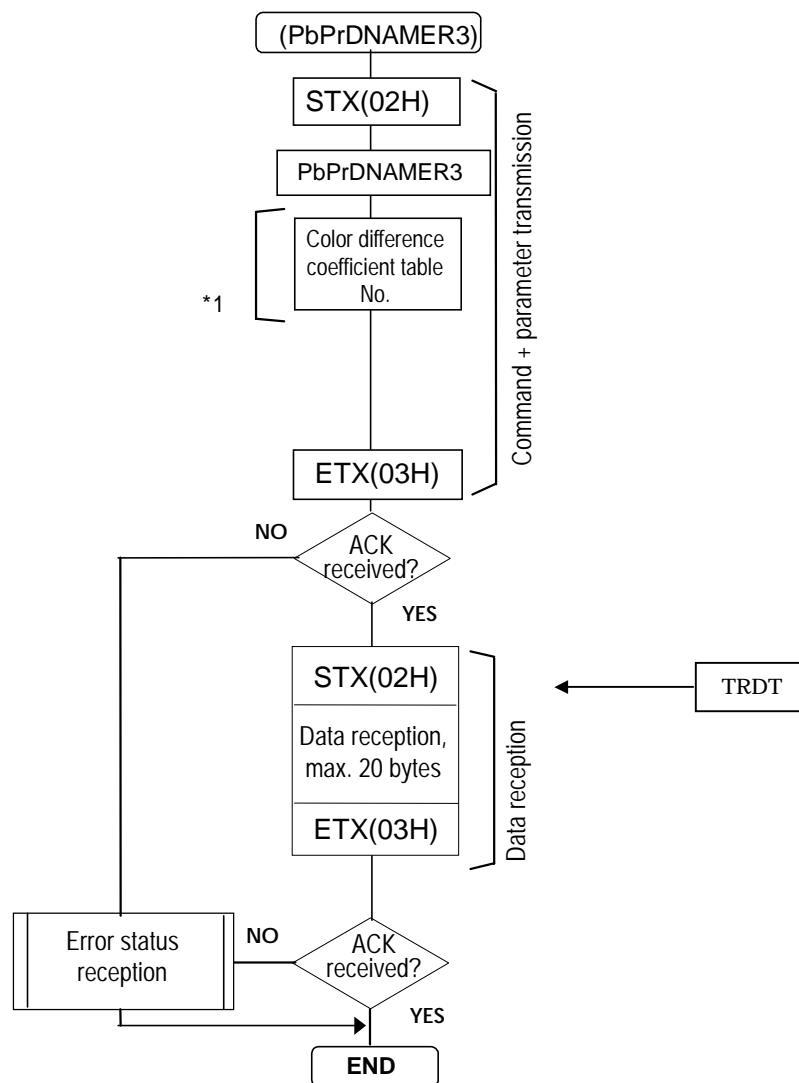 (PbPrDNAMER3)
STX(02H)
PbPrDNAMER3
Color difference
coefficient table
No.
*1
Command + parameter transmission
ETX(03H)
NO
ACK
received?
YES
STX(02H)
TRDT
Data reception,
max. 20 bytes
Data reception
ETX(03H)
Error status
reception
NO
ACK
received?
YES
END